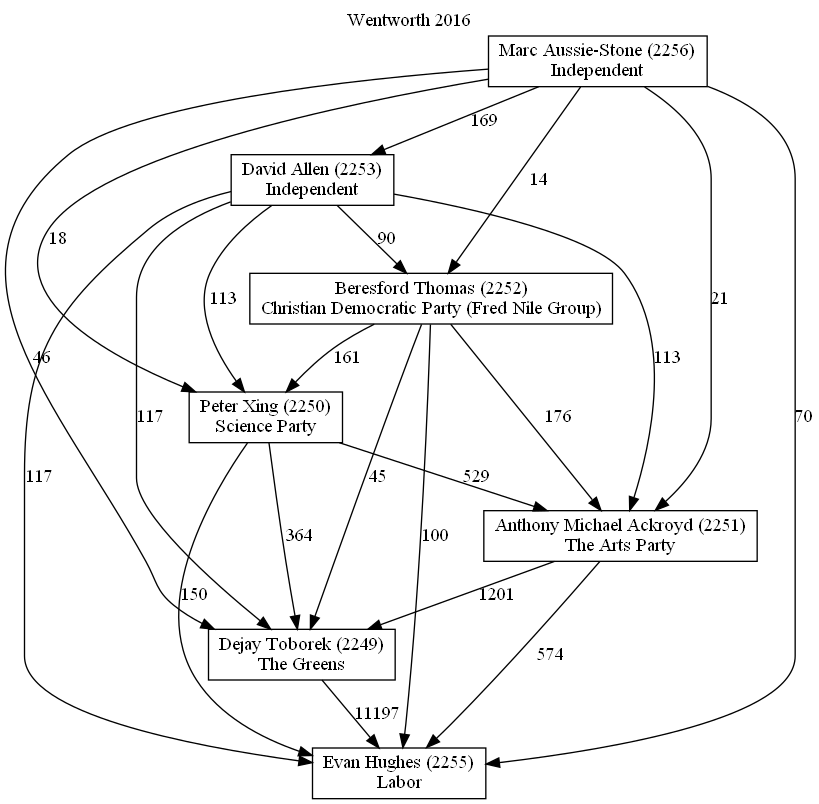 Wentworth 2016
Marc Aussie-Stone (2256)
Independent
169
David Allen (2253)
Independent
14
18
90
113
21
Beresford Thomas (2252)
Christian Democratic Party (Fred Nile Group)
46
161
113
Peter Xing (2250)
Science Party
117
176
70
117
45
529
Anthony Michael Ackroyd (2251)
The Arts Party
364
100
150
1201
Dejay Toborek (2249)
The Greens
574
11197
Evan Hughes (2255)
Labor